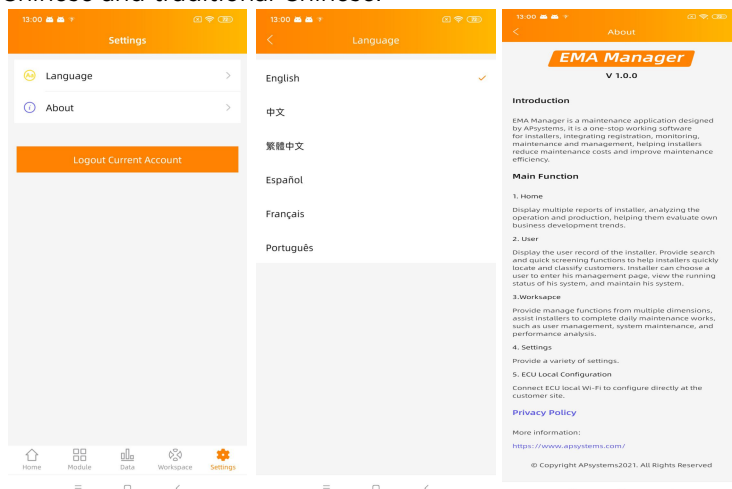 Chinese and traditional Chinese.
13:00
Settings
Language
About
Logout Current Account
Home
Module
Data
Workspace
Settings
13:00
Language
English
中文
繁體中文
Español
Français
Português
13:00
About
EMA Manager
V 1.0.0
Introduction
EMA Manager is a maintenance application designed
by APsystems, it is a one-stop working software
for installers, integrating registration, monitoring,
maintenance and management, helping installers
reduce maintenance costs and improve maintenance
efficiency.
Main Function
1. Home
Display multiple reports of installer, analyzing the
operation and production, helping them evaluate own
business development trends.
2. User
Display the user record of the installer. Provide search
and quick screening functions to help installers quickly
locate and classify customers. Installer can choose a
user to enter his management page, view the running
status of his system, and maintain his system.
3.Worksapce
Provide manage functions from multiple dimensions,
assist installers to complete daily maintenance works,
such as user management, system maintenance, and
performance analysis.
4. Settings
Provide a variety of settings.
5. ECU Local Configuration
Connect ECU local Wi-Fi to configure directly at the
customer site.
Privacy Policy
More information:
https://www.apsystems.com/
© Copyright APsystems2021. All Rights Reserved